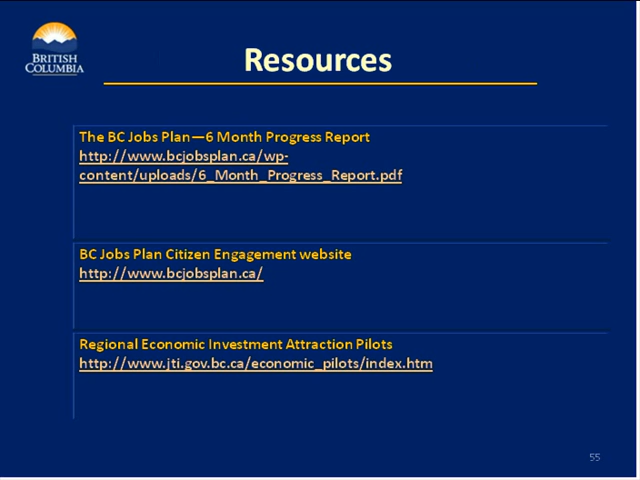 BRITISH
COLUMBIA
Resources
The BC Jobs Plan—6 Month Progress Report
http://www.bcjobsplan.ca/wp-
content/uploads/6_Month_Progress_Report.pdf
BC Jobs Plan Citizen Engagement website
http://www.bcjobsplan.ca/
Regional Economic Investment Attraction Pilots
http://www.jti.gov.bc.ca/economic_pilots/index.htm
55